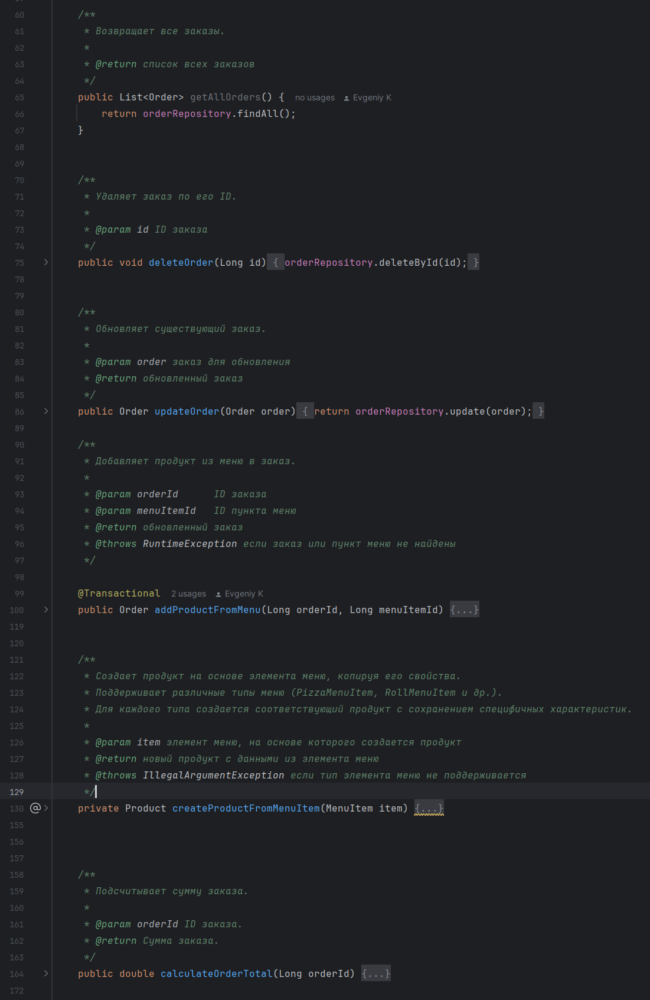 60 /**
61 * Возвращает все заказы.
62 *
63 * @return список всех заказов
64 */
65 public List<Order> getAllOrders() { no usages Evgeniy K
66 return orderRepository.findAll();
67 }
68
69
70 /**
71 * Удаляет заказ по его ID.
72 *
73 * @param id ID заказа
74 */
75 public void deleteOrder(Long id) { orderRepository.deleteById(id); }
78
79
80 /**
81 * Обновляет существующий заказ.
82 *
83 * @param order заказ для обновления
84 * @return обновленный заказ
85 */
86 public Order updateOrder(Order order) { return orderRepository.update(order); }
89
90 /**
91 * Добавляет продукт из меню в заказ.
92 *
93 * @param orderId ID заказа
94 * @param menuItemId ID пункта меню
95 * @return обновленный заказ
96 * @throws RuntimeException если заказ или пункт меню не найдены
97 */
98
99 @Transactional 2 usages Evgeniy K
100 public Order addProductFromMenu(Long orderId, Long menuItemId) {...}
119
120
121 /**
122 * Создает продукт на основе элемента меню, копируя его свойства.
123 * Поддерживает различные типы меню (PizzaMenuItem, RollMenuItem и др.).
124 * Для каждого типа создается соответствующий продукт с сохранением специфичных характеристик.
125 *
126 * @param item элемент меню, на основе которого создается продукт
127 * @return новый продукт с данными из элемента меню
128 * @throws IllegalArgumentException если тип элемента меню не поддерживается
129 */
130 @ private Product createProductFromMenuItem(MenuItem item) {...}
155
156
157
158 /**
159 * Подсчитывает сумму заказа.
160 *
161 * @param orderId ID заказа.
162 * @return Сумма заказа.
163 */
164 public double calculateOrderTotal(Long orderId) {...}
172